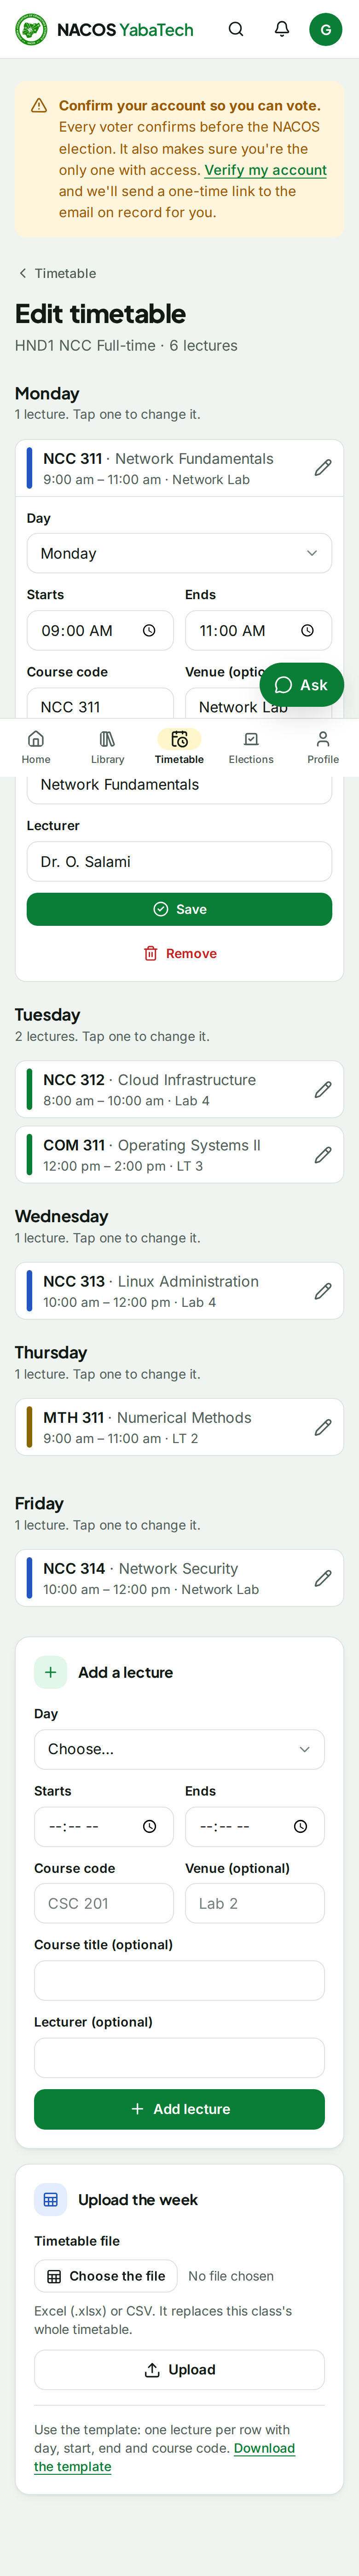 NACOS YabaTech
G
Confirm your account so you can vote.
Every voter confirms before the NACOS
election. It also makes sure you're the
only one with access. Verify my account
and we'll send a one-time link to the
email on record for you.
Timetable
Edit timetable
HND1 NCC Full-time · 6 lectures
Monday
1 lecture. Tap one to change it.
NCC 311 · Network Fundamentals
9:00 am – 11:00 am · Network Lab
Day
Monday
Starts
Ends
09:00 AM
11:00 AM
Course code
Venue (optio
Ask
NCC 311
Network Lab
Home
Library
Timetable
Elections
Profile
Network Fundamentals
Lecturer
Dr. O. Salami
Save
Remove
Tuesday
2 lectures. Tap one to change it.
NCC 312 · Cloud Infrastructure
8:00 am – 10:00 am · Lab 4
COM 311 · Operating Systems II
12:00 pm – 2:00 pm · LT 3
Wednesday
1 lecture. Tap one to change it.
NCC 313 · Linux Administration
10:00 am – 12:00 pm · Lab 4
Thursday
1 lecture. Tap one to change it.
MTH 311 · Numerical Methods
9:00 am – 11:00 am · LT 2
Friday
1 lecture. Tap one to change it.
NCC 314 · Network Security
10:00 am – 12:00 pm · Network Lab
Add a lecture
Day
Choose...
Starts
Ends
--:-- --
--:-- --
Course code
Venue (optional)
CSC 201
Lab 2
Course title (optional)
Lecturer (optional)
Add lecture
Upload the week
Timetable file
Choose the file
No file chosen
Excel (.xlsx) or CSV. It replaces this class's
whole timetable.
Upload
Use the template: one lecture per row with
day, start, end and course code. Download
the template